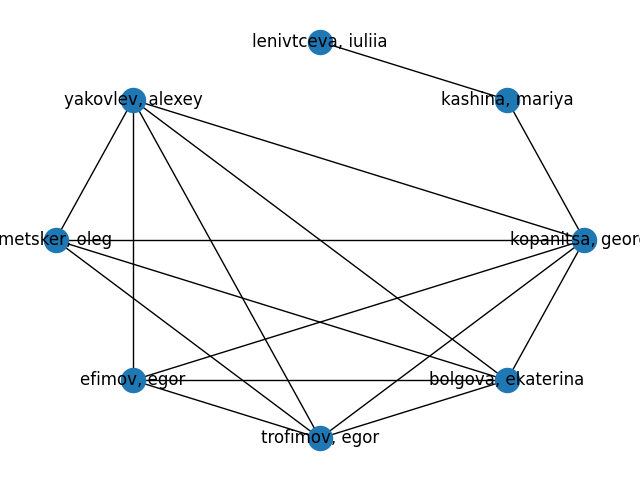 lenivtceva, iuliia
yakovlev, alexey
kashina, mariya
metsker, oleg
kopanitsa, georg
efimov, egor
bolgova, ekaterina
trofimov, egor